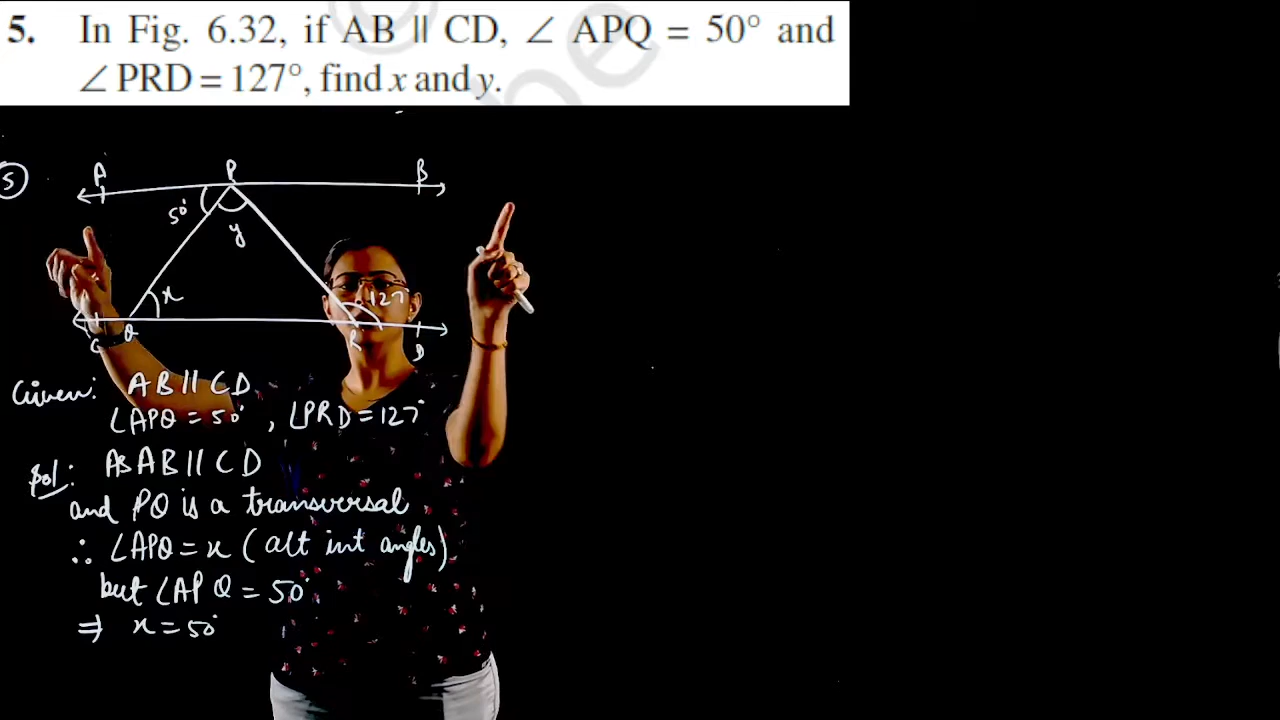 5. In Fig. 6.32, if AB || CD, ∠ APQ = 50° and
∠ PRD = 127°, find x and y.
5
A P B
50°
y
x 127
C Q R D
Given: AB || CD
∠APQ = 50°, ∠PRD = 127°
Sol: As AB || CD
and PQ is a transversal
∴ ∠APQ = x (alt int angles)
but ∠APQ = 50°
⇒ x = 50°